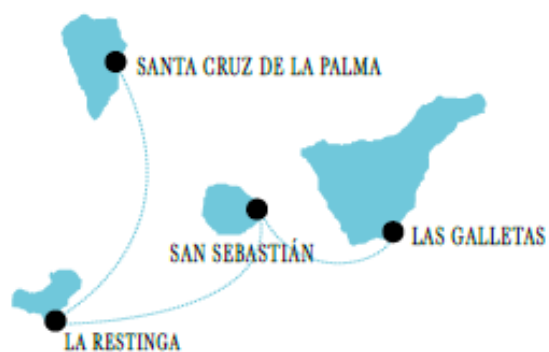 SANTA CRUZ DE LA PALMA
SAN SEBASTIÁN
LAS GALLETAS
LA RESTINGA